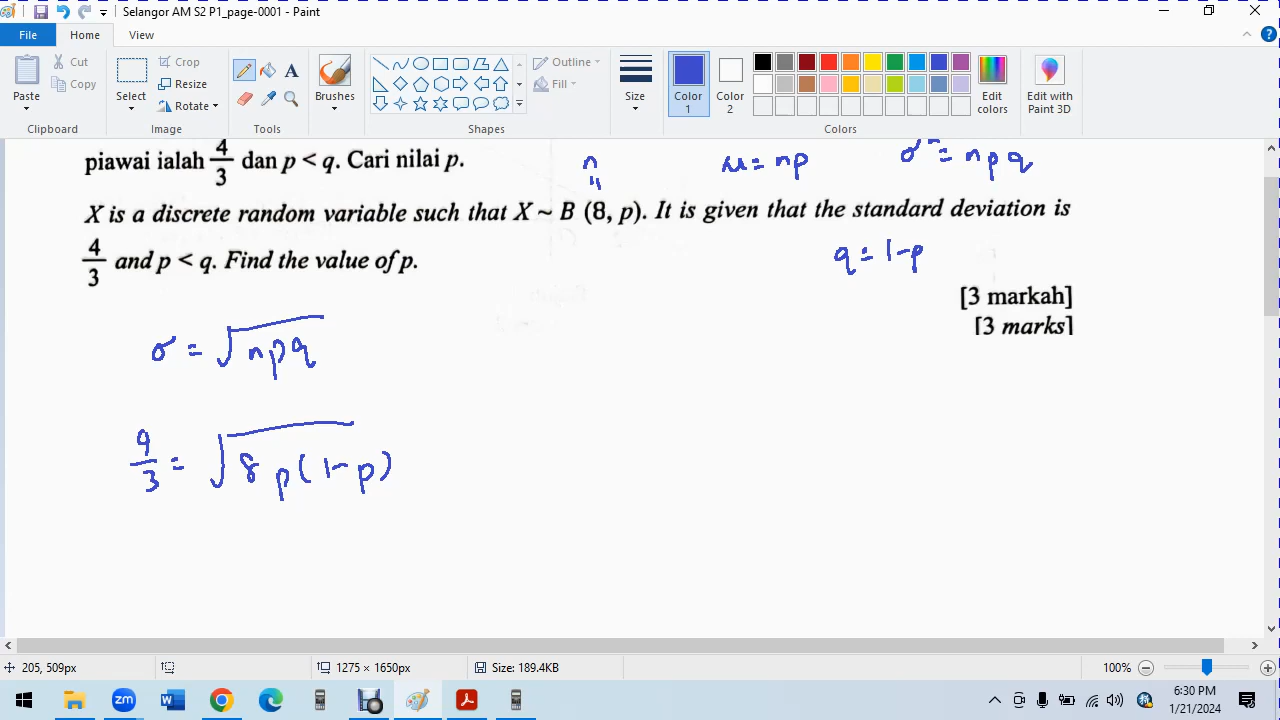 Selangor AM S2 P1_page-0001 - Paint
File Home View
Paste Cut Copy Clipboard
Select Crop Resize Rotate Image
Tools
Brushes
Outline Fill Shapes
Size
Color 1 Color 2 Edit colors Colors
Edit with Paint 3D
piawai ialah 4/3 dan p < q. Cari nilai p.
n
μ = np
σ² = npq
X is a discrete random variable such that X ~ B (8, p). It is given that the standard deviation is
4/3 and p < q. Find the value of p.
q = 1-p
[3 markah]
[3 marks]
σ = √npq
4/3 = √8p(1-p)
205, 509px
1275 × 1650px
Size: 189.4KB
100%
6:30 PM
1/21/2024